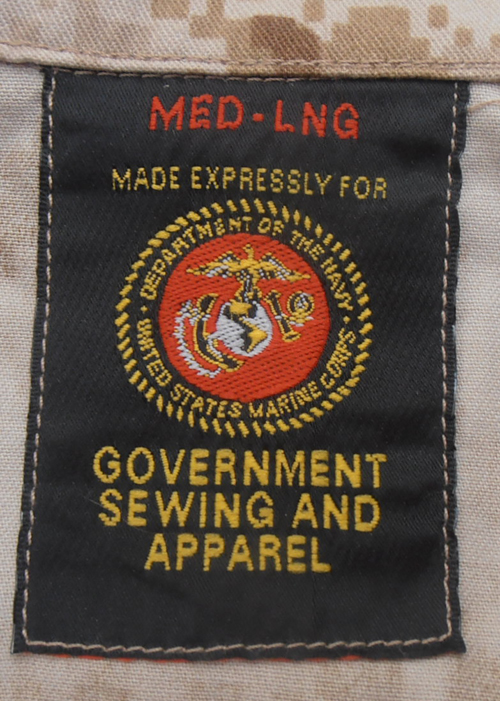 MED-LNG
MADE EXPRESSLY FOR
DEPARTMENT OF THE NAVY
UNITED STATES MARINE CORPS
GOVERNMENT
SEWING AND
APPAREL